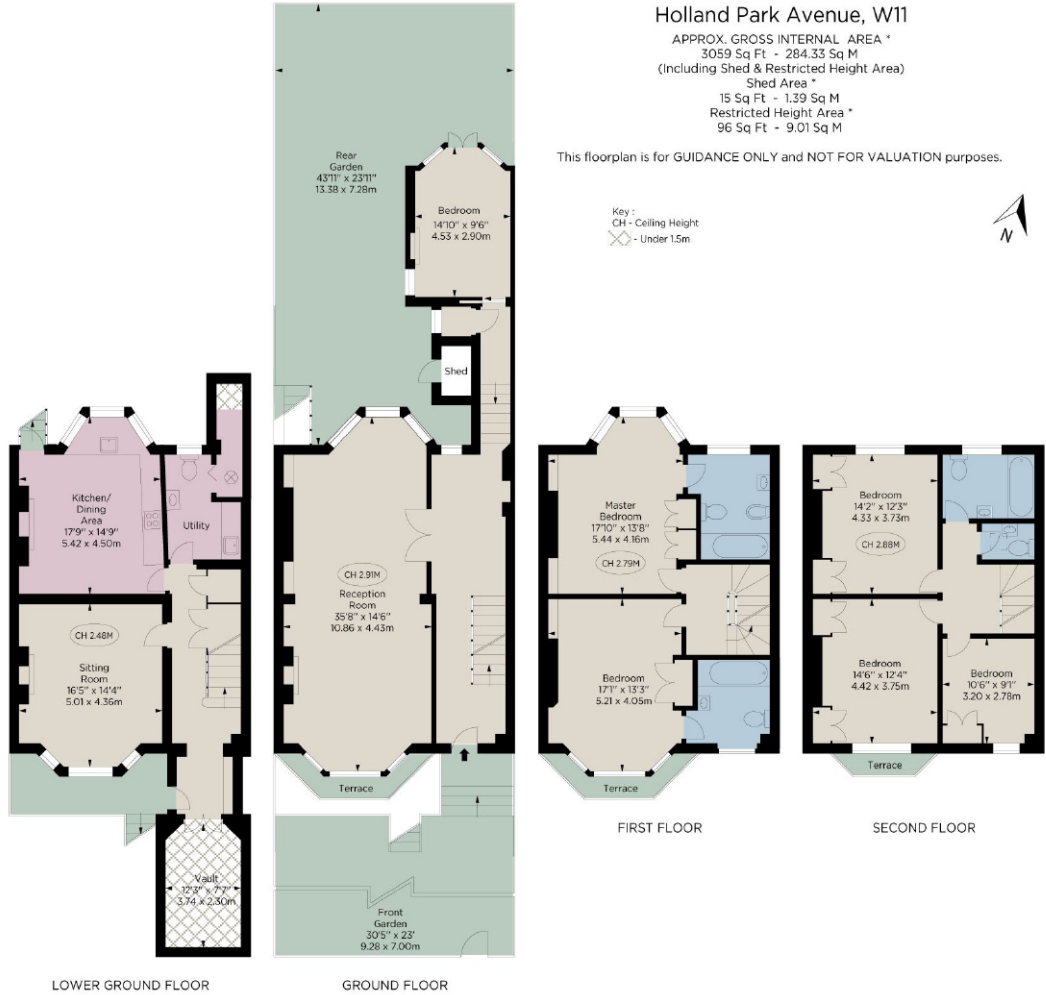 Holland Park Avenue, W11
APPROX. GROSS INTERNAL AREA *
3059 Sq Ft - 284.33 Sq M
(Including Shed & Restricted Height Area)
Shed Area *
15 Sq Ft - 1.39 Sq M
Restricted Height Area *
96 Sq Ft - 9.01 Sq M
This floorplan is for GUIDANCE ONLY and NOT FOR VALUATION purposes.
Key :
CH - Ceiling Height
- Under 1.5m
N
Kitchen/
Dining
Area
17'9" x 14'9"
5.42 x 4.50m
Utility
CH 2.48M
Sitting
Room
16'5" x 14'4"
5.01 x 4.36m
Vault
12'3" x 7'7"
3.74 x 2.30m
LOWER GROUND FLOOR
Rear
Garden
43'11" x 23'11"
13.38 x 7.28m
Bedroom
14'10" x 9'6"
4.53 x 2.90m
Shed
CH 2.91M
Reception
Room
35'8" x 14'6"
10.86 x 4.43m
Terrace
Front
Garden
30'5" x 23'
9.28 x 7.00m
GROUND FLOOR
Master
Bedroom
17'10" x 13'8"
5.44 x 4.16m
CH 2.79M
Bedroom
17'1" x 13'3"
5.21 x 4.05m
Terrace
FIRST FLOOR
Bedroom
14'2" x 12'3"
4.33 x 3.73m
CH 2.88M
Bedroom
14'6" x 12'4"
4.42 x 3.75m
Bedroom
10'6" x 9'1"
3.20 x 2.78m
Terrace
SECOND FLOOR